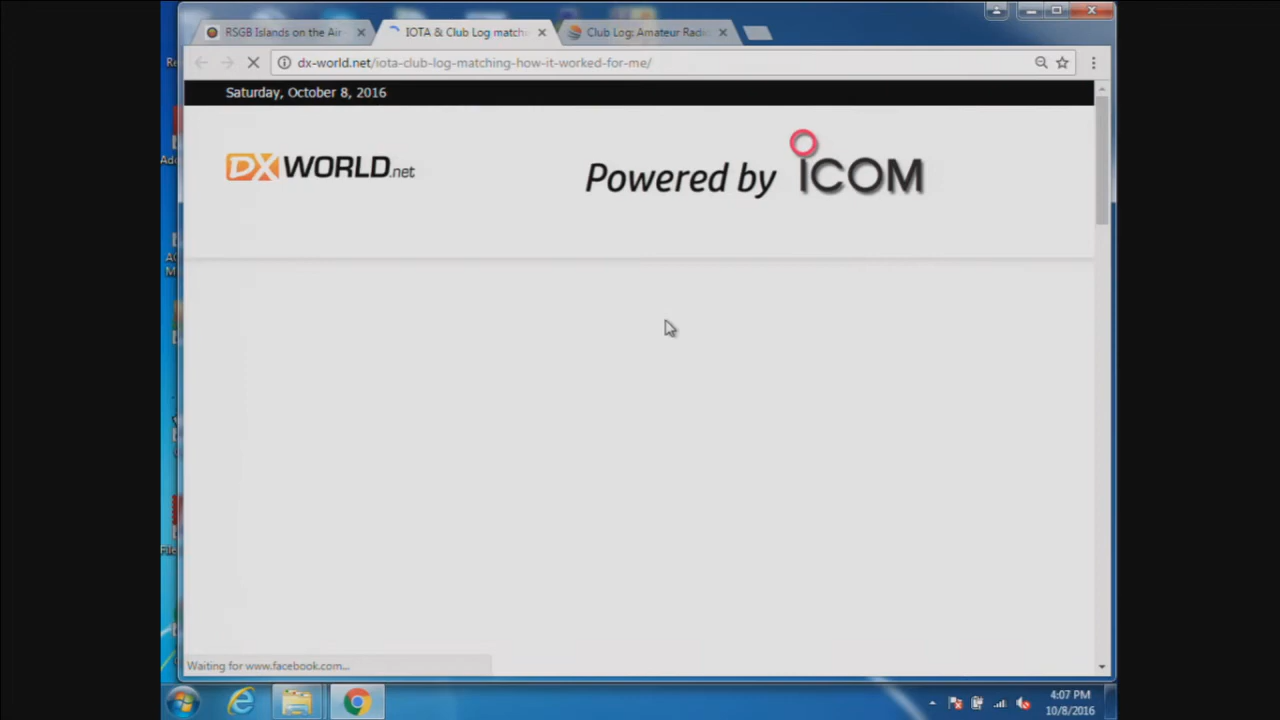 RSGB Islands on the Air
IOTA & Club Log match
Club Log: Amateur Radi
dx-world.net/iota-club-log-matching-how-it-worked-for-me/
Saturday, October 8, 2016
DXWORLD.net
Powered by
iCOM
Waiting for www.facebook.com...
4:07 PM
10/8/2016